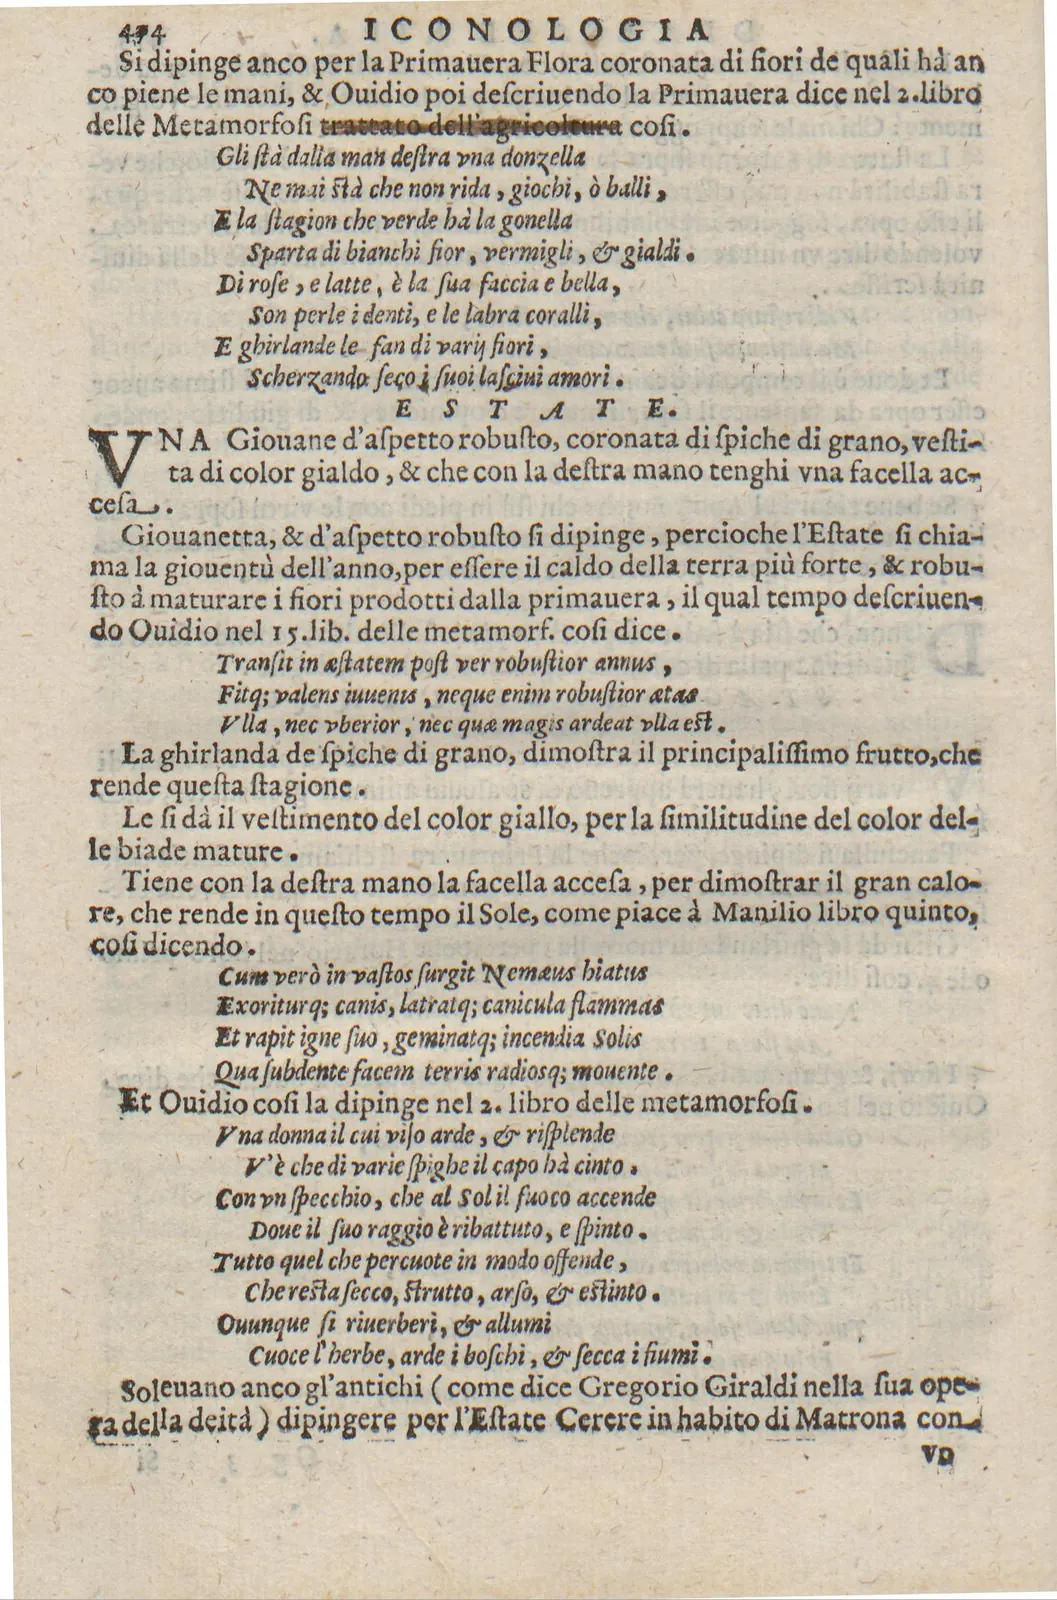 474 ICONOLOGIA
Si dipinge anco per la Primauera Flora coronata di fiori de quali hà an
co piene le mani, & Ouidio poi deſcriuendo la Primauera dice nel 2. libro
delle Metamorfoſi trattato dell'agricoltura coſi.
Gli ſtà dalla man deſtra vna donzella
Ne mai ſtà che non rida, giochi, ò balli,
E la ſtagion che verde hà la gonella
Sparta di bianchi fior, vermigli, & gialdi.
Di roſe, e latte, è la ſua faccia e bella,
Son perle i denti, e le labra coralli,
E ghirlande le fan di varij fiori,
Scherzando ſeco i ſuoi laſciui amori.
ESTATE.
VNA Giouane d'aſpetto robuſto, coronata di ſpiche di grano, veſti-
ta di color gialdo, & che con la deſtra mano tenghi vna facella ac-
ceſa.
Giouanetta, & d'aſpetto robuſto ſi dipinge, percioche l'Eſtate ſi chia-
ma la giouentù dell'anno, per eſſere il caldo della terra più forte, & robu-
ſto à maturare i fiori prodotti dalla primauera, il qual tempo deſcriuen-
do Ouidio nel 15. lib. delle metamorf. coſi dice.
Tranſit in æſtatem poſt ver robuſtior annus,
Fitq; valens iuuenis, neque enim robuſtior ætas
Vlla, nec vberior, nec quæ magis ardeat vlla eſt.
La ghirlanda de ſpiche di grano, dimoſtra il principaliſſimo frutto, che
rende queſta ſtagione.
Le ſi dà il veſtimento del color giallo, per la ſimilitudine del color del-
le biade mature.
Tiene con la deſtra mano la facella acceſa, per dimoſtrar il gran calo-
re, che rende in queſto tempo il Sole, come piace à Manilio libro quinto,
coſi dicendo.
Cum verò in vaſtos ſurgit Nemæus hiatus
Exoriturq; canis, latratq; canicula flammas
Et rapit igne ſuo, geminatq; incendia Solis
Qua ſubdente facem terris radiosq; mouente.
Et Ouidio coſi la dipinge nel 2. libro delle metamorfoſi.
Vna donna il cui viſo arde, & riſplende
V'è che di varie ſpighe il capo hà cinto.
Con vn ſpecchio, che al Sol il fuoco accende
Doue il ſuo raggio è ribattuto, e ſpinto.
Tutto quel che percuote in modo offende,
Che reſta ſecco, ſtrutto, arſo, & eſtinto.
Ouunque ſi riuerberi, & allumi
Cuoce l'herbe, arde i boſchi, & ſecca i fiumi.
Soleuano anco gl'antichi (come dice Gregorio Giraldi nella ſua ope-
ra della deità) dipingere per l'Eſtate Cerere in habito di Matrona con
vn